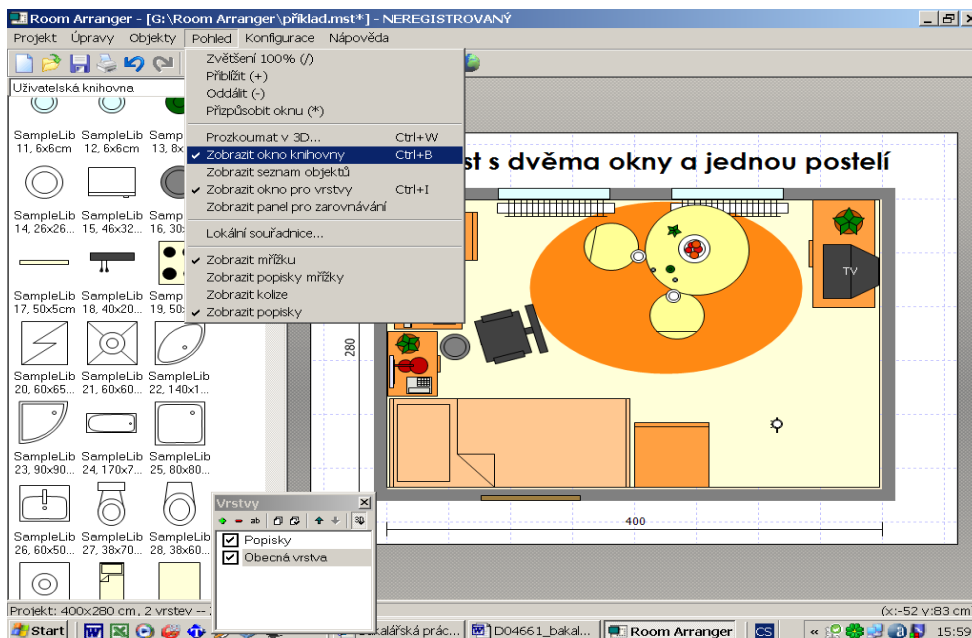 Room Arranger - [G:\Room Arranger\příklad.mst*] - NEREGISTROVANÝ
Projekt Úpravy Objekty Pohled Konfigurace Nápověda
Uživatelská knihovna
Zvětšení 100% (/)
Přiblížit (+)
Oddálit (-)
Přizpůsobit oknu (*)
Prozkoumat v 3D... Ctrl+W
Zobrazit okno knihovny Ctrl+B
Zobrazit seznam objektů
Zobrazit okno pro vrstvy Ctrl+I
Zobrazit panel pro zarovnávání
Lokální souřadnice...
Zobrazit mřížku
Zobrazit popisky mřížky
Zobrazit kolize
Zobrazit popisky
SampleLib SampleLib Samp
11, 6x6cm 12, 6x6cm 13, 8x
SampleLib SampleLib Samp
14, 26x26... 15, 46x32... 16, 30:
SampleLib SampleLib Samp
17, 50x5cm 18, 40x20... 19, 50:
SampleLib SampleLib SampleLib
20, 60x65... 21, 60x60... 22, 140x1...
SampleLib SampleLib SampleLib
23, 90x90... 24, 170x7... 25, 80x80...
SampleLib SampleLib SampleLib
26, 60x50... 27, 38x70... 28, 38x60...
st s dvěma okny a jednou postelí
TV
280
400
Vrstvy
ab 3D
Popisky
Obecná vrstva
Projekt: 400x280 cm, 2 vrstev --
(x:-52 y:83 cm
Start
kalářská prác... D04661_bakal... Room Arranger CS « 15:59